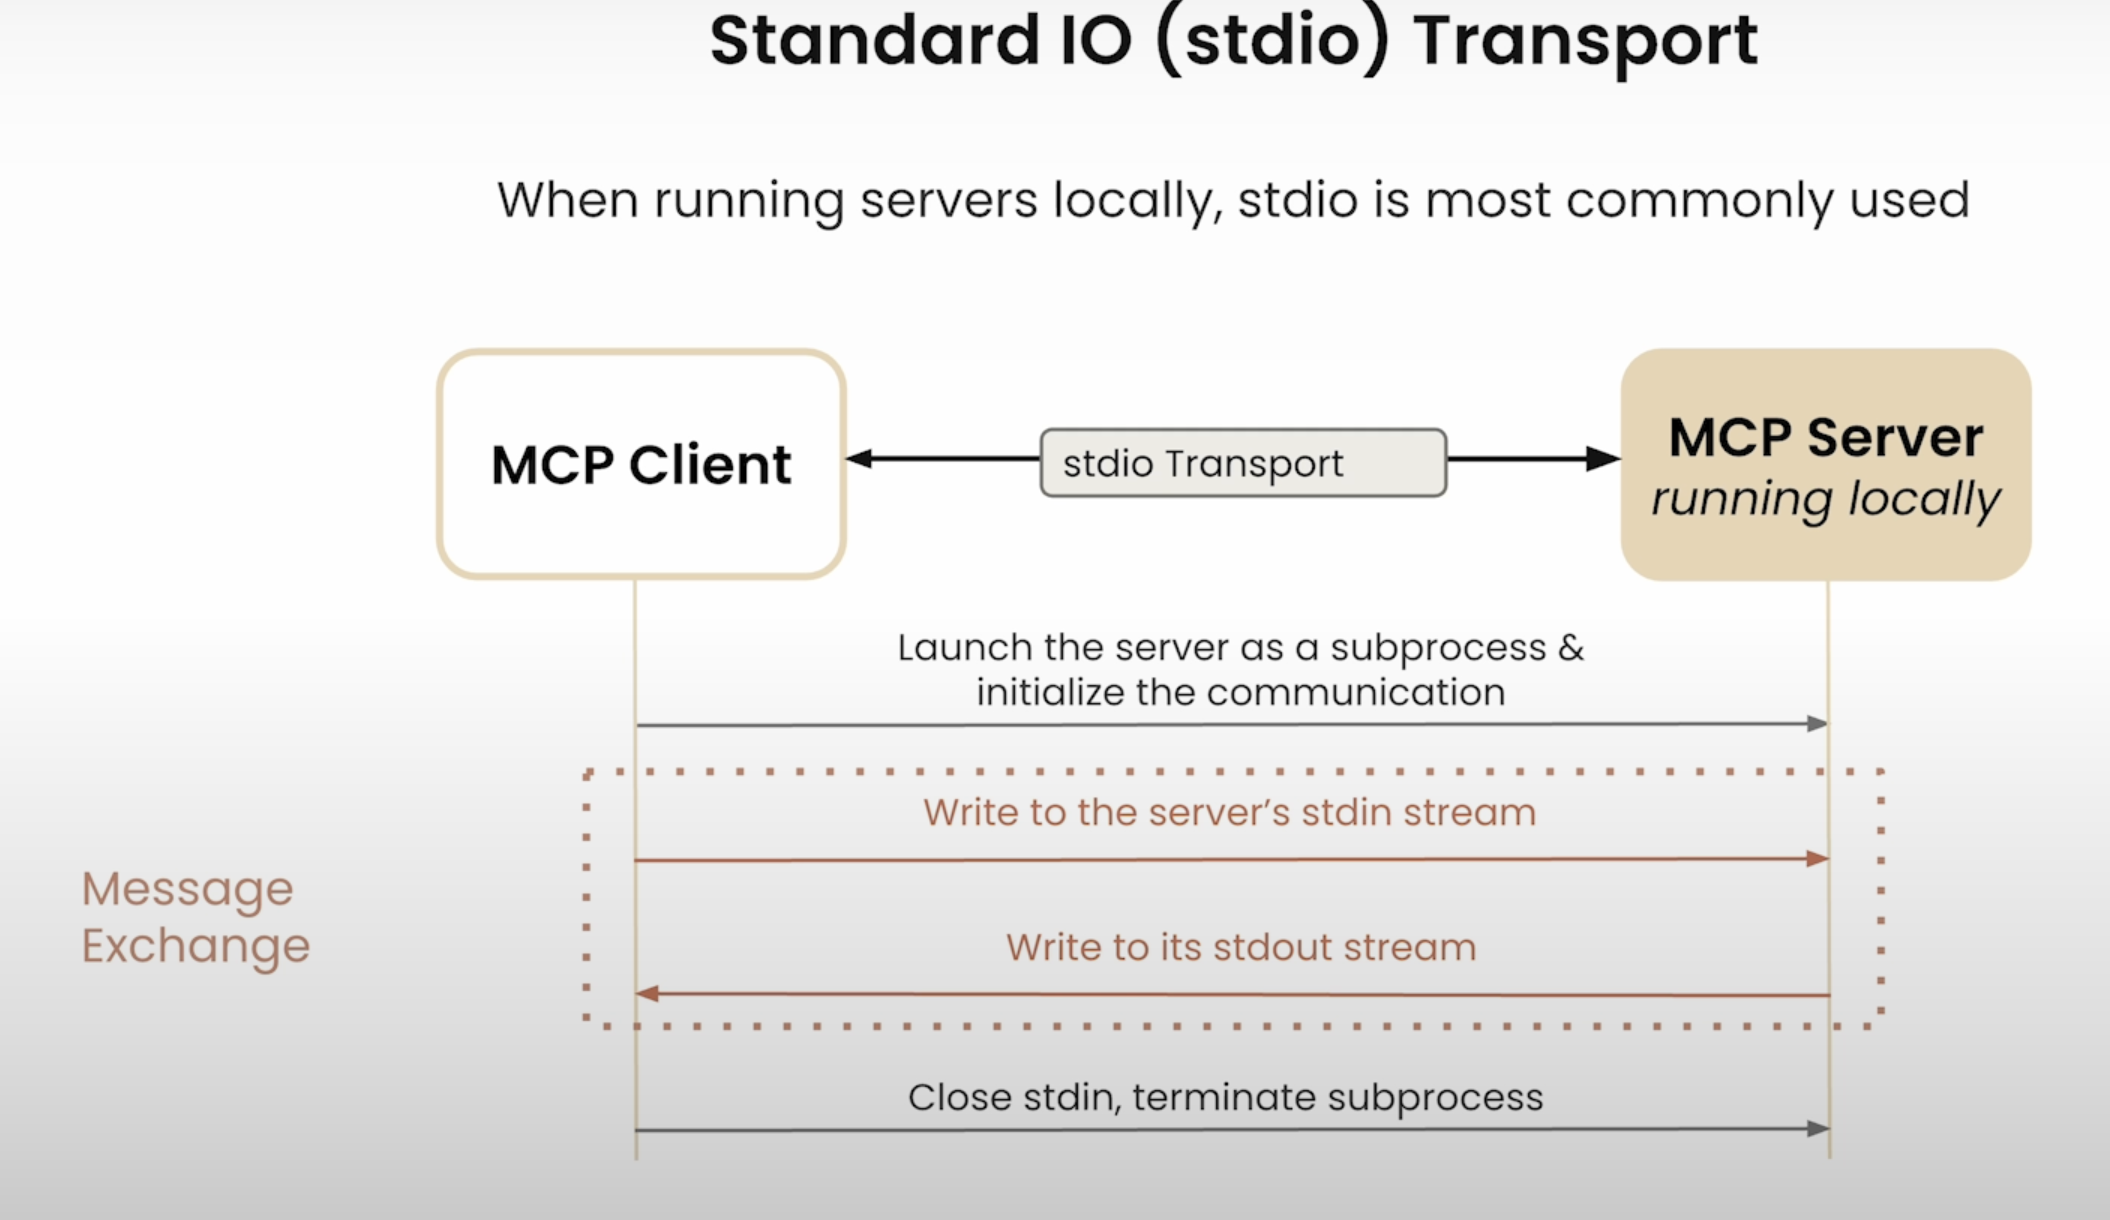 Standard IO (stdio) Transport
When running servers locally, stdio is most commonly used
MCP Client
stdio Transport
MCP Server
running locally
Launch the server as a subprocess &
initialize the communication
Write to the server’s stdin stream
Message
Exchange
Write to its stdout stream
Close stdin, terminate subprocess